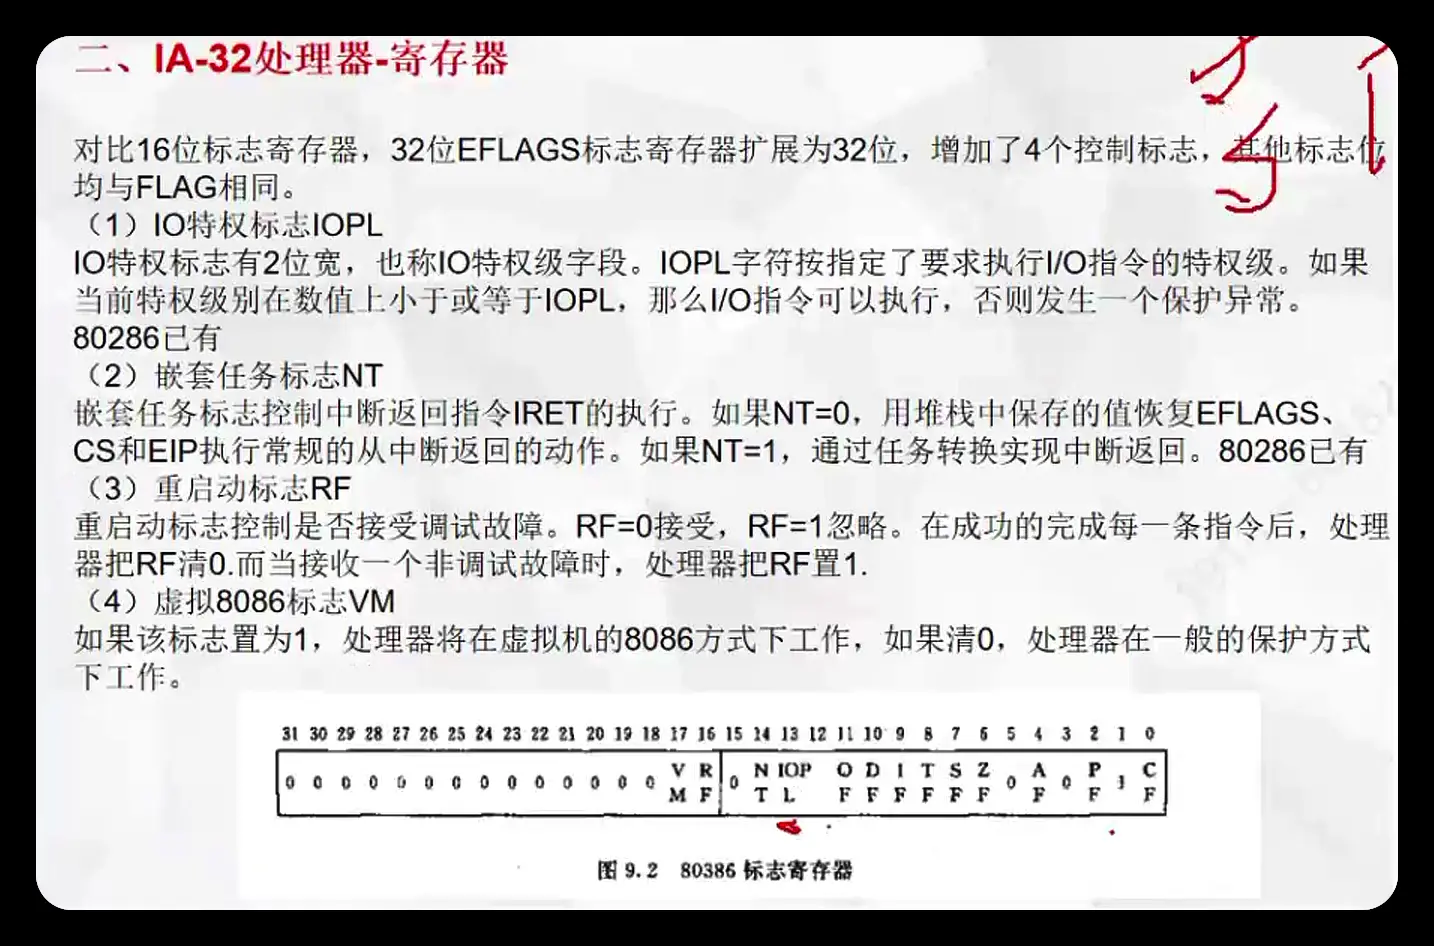 二、IA-32处理器-寄存器
对比16位标志寄存器，32位EFLAGS标志寄存器扩展为32位，增加了4个控制标志，其他标志位
均与FLAG相同。
（1）IO特权标志IOPL
IO特权标志有2位宽，也称IO特权级字段。IOPL字符按指定了要求执行I/O指令的特权级。如果
当前特权级别在数值上小于或等于IOPL，那么I/O指令可以执行，否则发生一个保护异常。
80286已有
（2）嵌套任务标志NT
嵌套任务标志控制中断返回指令IRET的执行。如果NT=0，用堆栈中保存的值恢复EFLAGS、
CS和EIP执行常规的从中断返回的动作。如果NT=1，通过任务转换实现中断返回。80286已有
（3）重启动标志RF
重启动标志控制是否接受调试故障。RF=0接受，RF=1忽略。在成功的完成每一条指令后，处理
器把RF清0.而当接收一个非调试故障时，处理器把RF置1.
（4）虚拟8086标志VM
如果该标志置为1，处理器将在虚拟机的8086方式下工作，如果清0，处理器在一般的保护方式
下工作。
31 30 29 28 27 26 25 24 23 22 21 20 19 18 17 16 15 14 13 12 11 10 9 8 7 6 5 4 3 2 1 0
0 0 0 0 0 0 0 0 0 0 0 0 0 0 VM RF 0 NT IOPL OF DF IF TF SF ZF 0 AF 0 PF 1 CF
图 9.2 80386 标志寄存器